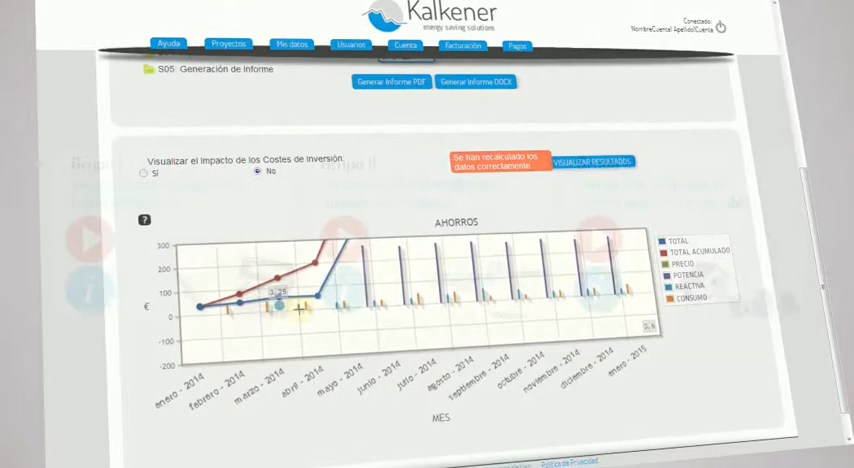 Kalkener
energy saving solutions
Conectado:
NombreCuenta ApellidoCuenta
Ayuda
Proyectos
Mis datos
Usuarios
Cuenta
Facturación
Pagos
S05: Generación de Informe
Generar Informe PDF
Generar Informe DOCX
Visualizar el Impacto de los Costes de Inversión:
Sí
No
Se han recalculado los
datos correctamente.
VISUALIZAR RESULTADOS
?
AHORROS
300
200
100
0
-100
-200
€
3, 25
3, 6
TOTAL
TOTAL ACUMULADO
PRECIO
POTENCIA
REACTIVA
CONSUMO
enero - 2014
febrero - 2014
marzo - 2014
abril - 2014
mayo - 2014
junio - 2014
julio - 2014
agosto - 2014
septiembre - 2014
octubre - 2014
noviembre - 2014
diciembre - 2014
enero - 2015
MES
Política de Privacidad